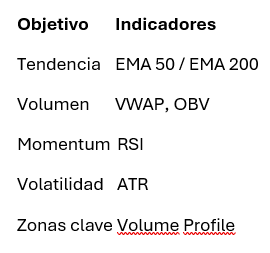 Objetivo Indicadores
Tendencia EMA 50 / EMA 200
Volumen VWAP, OBV
Momentum RSI
Volatilidad ATR
Zonas clave Volume Profile